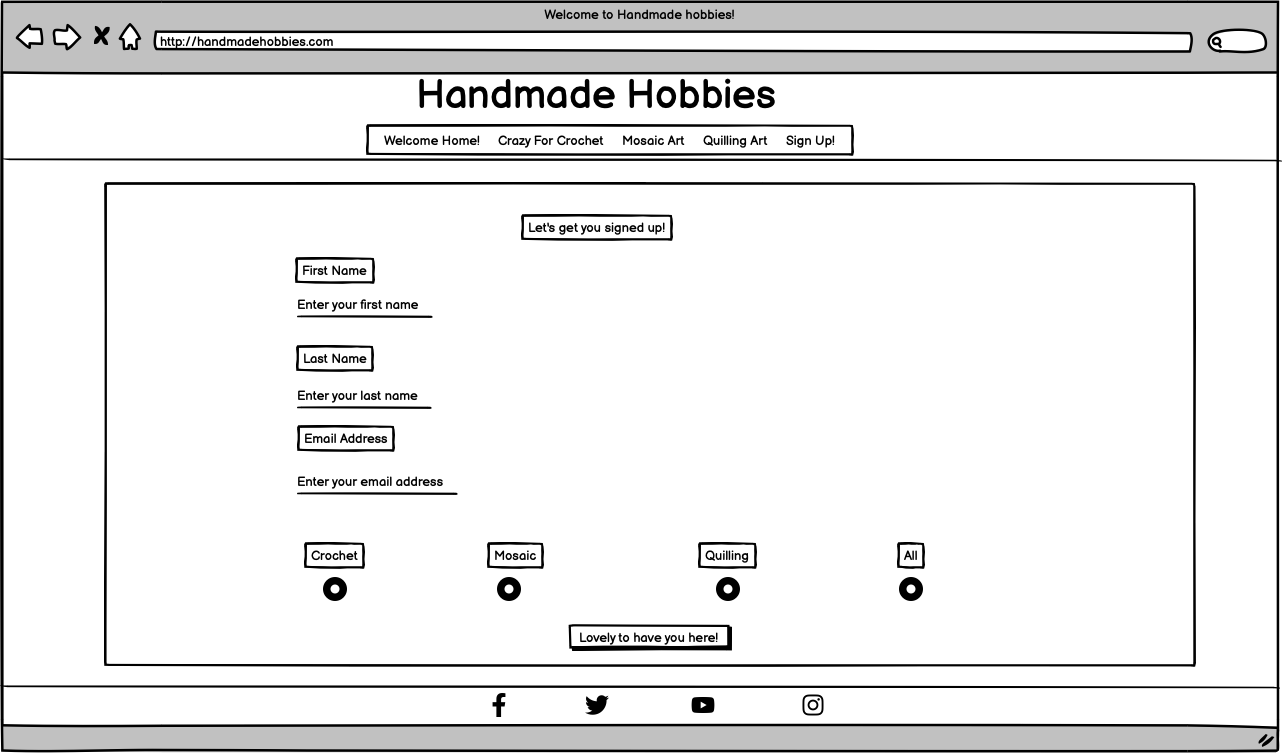 Welcome to Handmade hobbies!
http://handmadehobbies.com
Handmade Hobbies
Welcome Home! Crazy For Crochet Mosaic Art Quilling Art Sign Up!
Let's get you signed up!
First Name
Enter your first name
Last Name
Enter your last name
Email Address
Enter your email address
Crochet Mosaic Quilling All
Lovely to have you here!